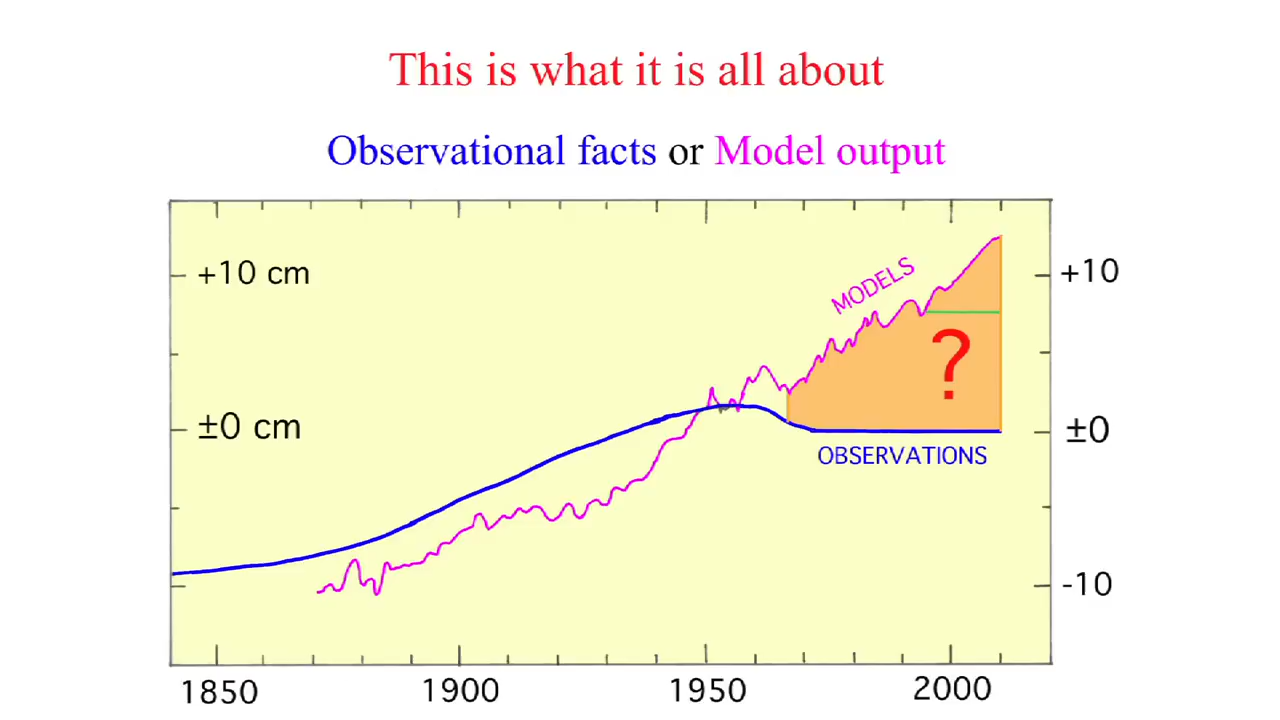 This is what it is all about
Observational facts or Model output
+10 cm
MODELS
+10
?
±0 cm
±0
OBSERVATIONS
-10
1850 1900 1950 2000